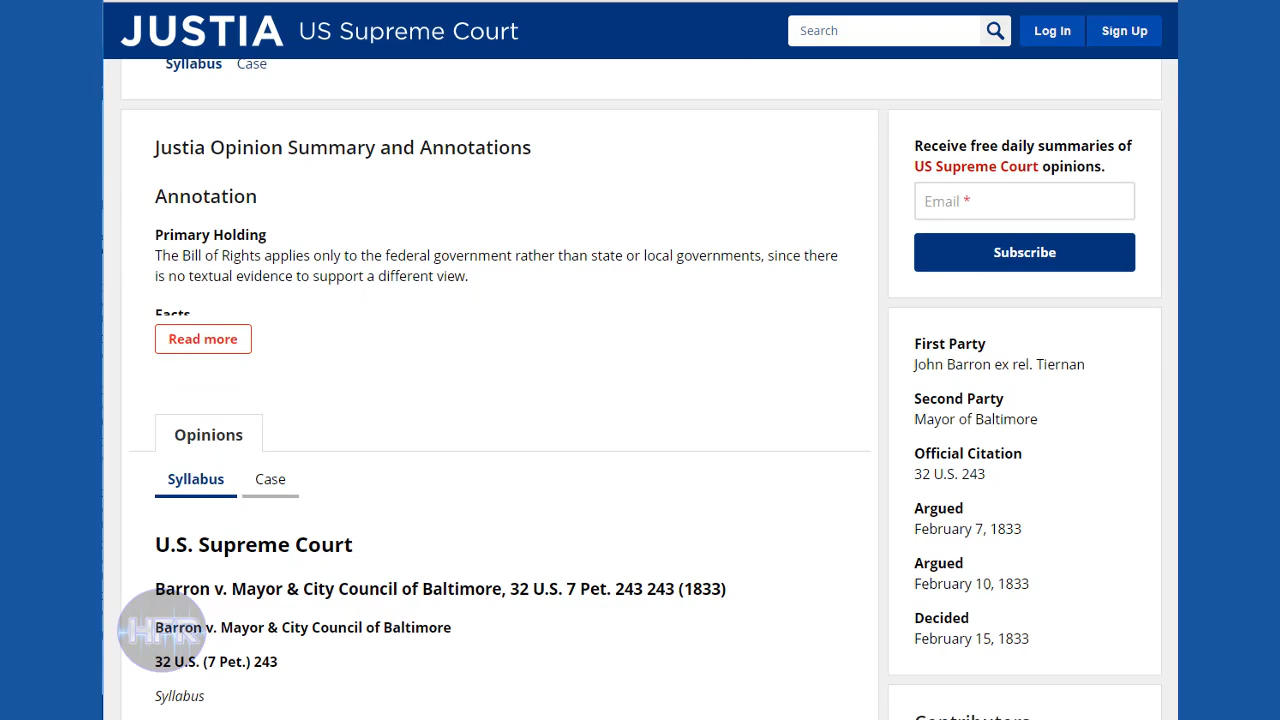 JUSTIA US Supreme Court
Search
Log In
Sign Up
Syllabus Case
Justia Opinion Summary and Annotations
Annotation
Primary Holding
The Bill of Rights applies only to the federal government rather than state or local governments, since there
is no textual evidence to support a different view.
Facts
Read more
Opinions
Syllabus Case
U.S. Supreme Court
Barron v. Mayor & City Council of Baltimore, 32 U.S. 7 Pet. 243 243 (1833)
Barron v. Mayor & City Council of Baltimore
32 U.S. (7 Pet.) 243
Syllabus
HFR
Receive free daily summaries of
US Supreme Court opinions.
Email *
Subscribe
First Party
John Barron ex rel. Tiernan
Second Party
Mayor of Baltimore
Official Citation
32 U.S. 243
Argued
February 7, 1833
Argued
February 10, 1833
Decided
February 15, 1833
Contributors